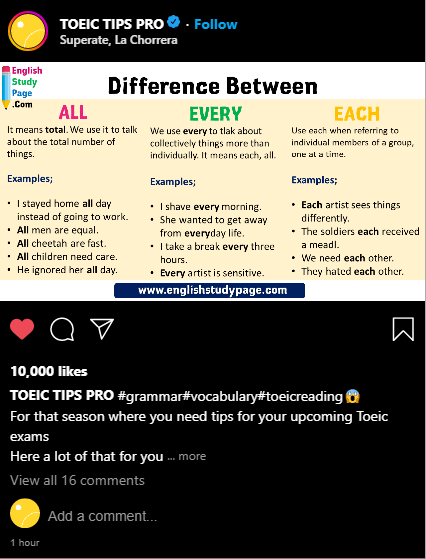 TOEIC TIPS PRO · Follow
Superate, La Chorrera
English
Study
Page
.Com
Difference Between
ALL
It means total. We use it to talk
about the total number of
things.
Examples;
• I stayed home all day
instead of going to work.
• All men are equal.
• All cheetah are fast.
• All children need care.
• He ignored her all day.
EVERY
We use every to tlak about
collectively things more than
individually. It means each, all.
Examples;
• I shave every morning.
• She wanted to get away
from everyday life.
• I take a break every three
hours.
• Every artist is sensitive.
EACH
Use each when referring to
individual members of a group,
one at a time.
Examples;
• Each artist sees things
differently.
• The soldiers each received
a meadl.
• We need each other.
• They hated each other.
www.englishstudypage.com
10,000 likes
TOEIC TIPS PRO #grammar#vocabulary#toeicreading😱
For that season where you need tips for your upcoming Toeic
exams
Here a lot of that for you ... more
View all 16 comments
Add a comment...
1 hour